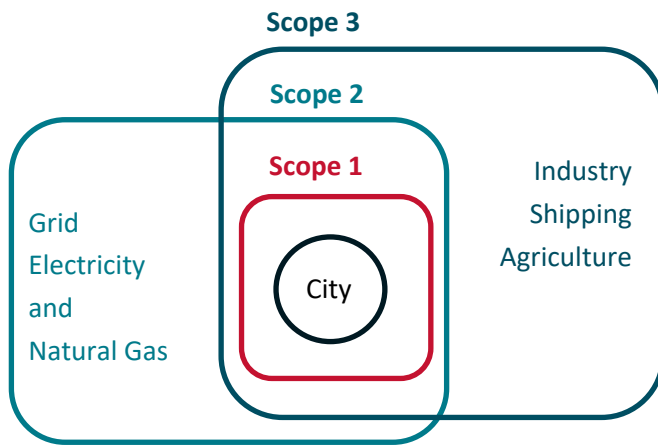 Scope 3
Scope 2
Scope 1
Grid
Electricity
and
Natural Gas
City
Industry
Shipping
Agriculture